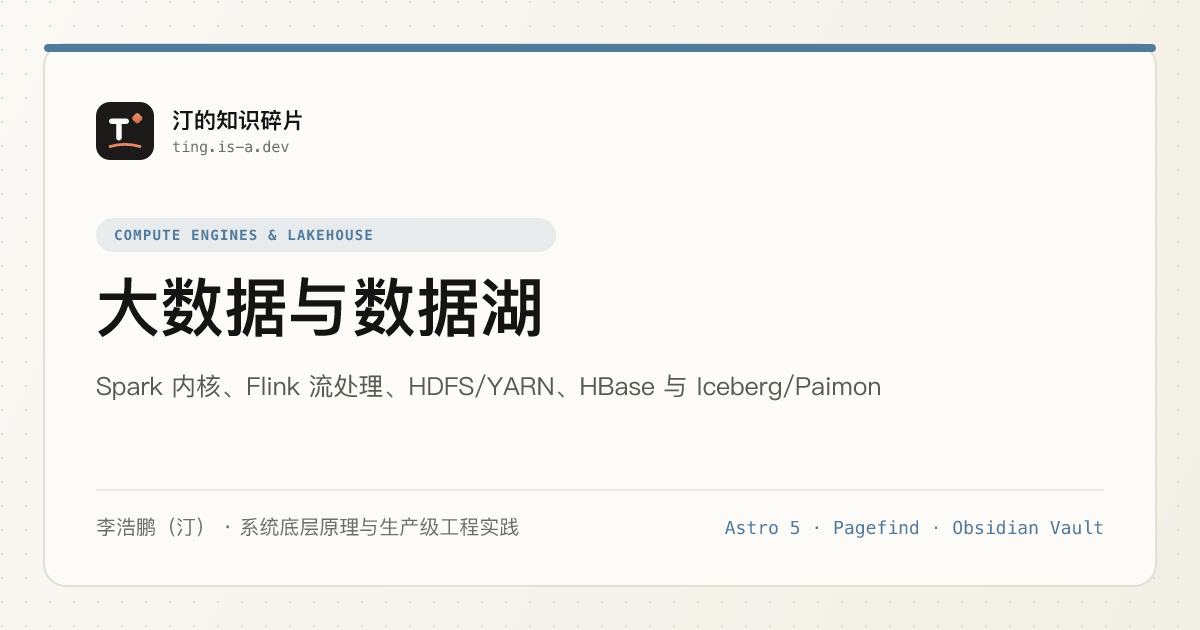 汀的知识碎片
ting.is-a.dev
COMPUTE ENGINES & LAKEHOUSE
大数据与数据湖
Spark 内核、Flink 流处理、HDFS/YARN、HBase 与 Iceberg/Paimon
李浩鹏（汀） · 系统底层原理与生产级工程实践
Astro 5 · Pagefind · Obsidian Vault